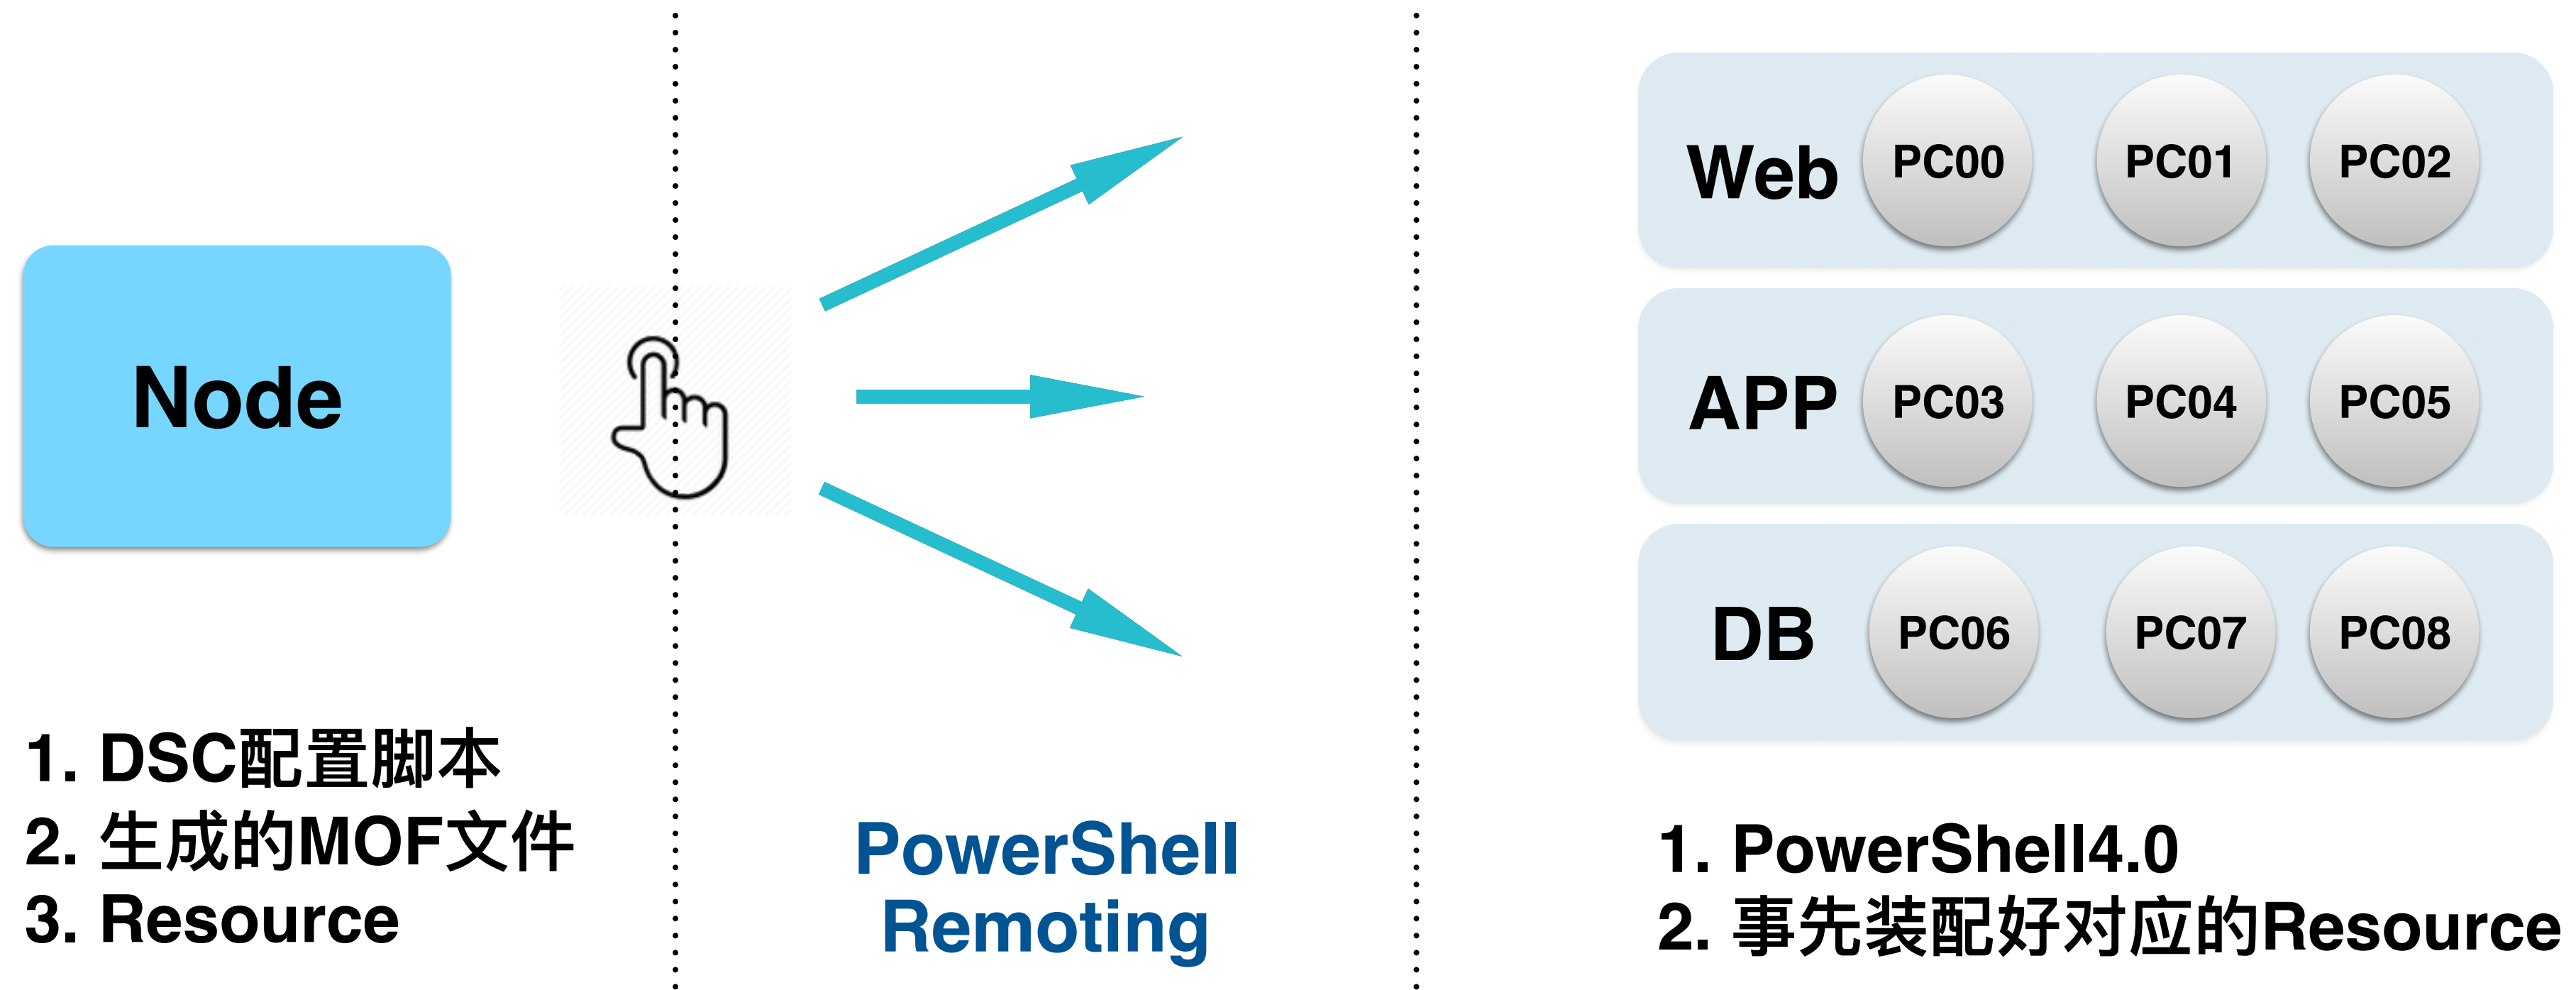 Node
1. DSC配置脚本
2. 生成的MOF文件
3. Resource
PowerShell
Remoting
Web PC00 PC01 PC02
APP PC03 PC04 PC05
DB PC06 PC07 PC08
1. PowerShell4.0
2. 事先装配好对应的Resource